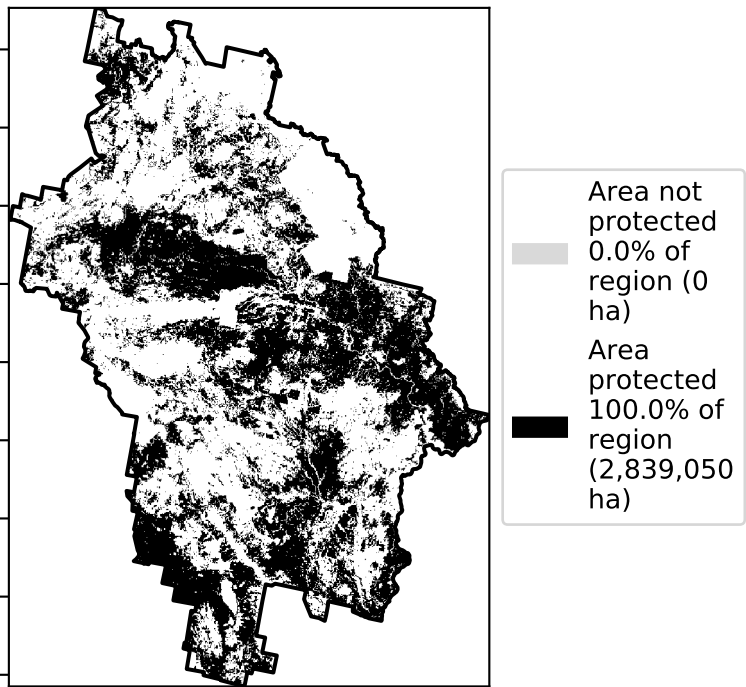 Area not
protected
0.0% of
region (0
ha)
Area
protected
100.0% of
region
(2,839,050
ha)